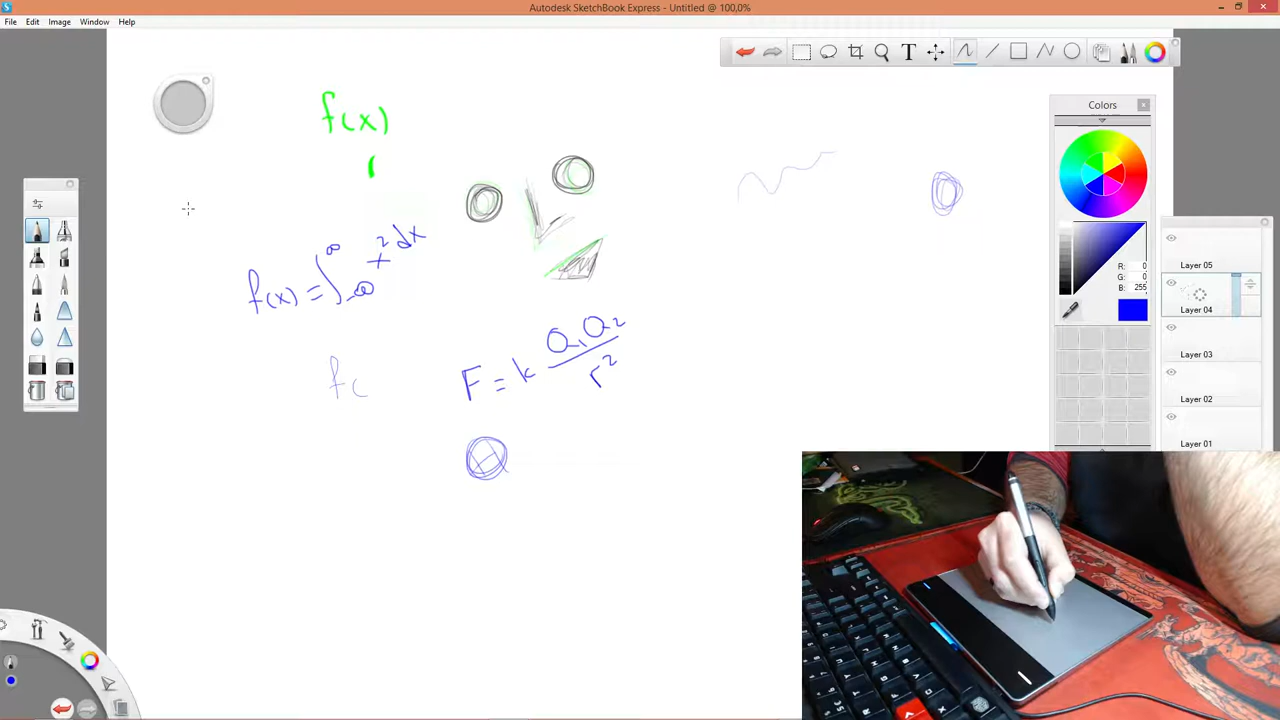 Autodesk SketchBook Express - Untitled @ 100,0%
File Edit Image Window Help
T
Colors
R: 0
G: 0
B: 255
Layer 05
Layer 04
Layer 03
Layer 02
Layer 01
f(x)
(
f(x) = ∫_{-∞}^{∞} x² dx
F = k Q₁Q₂ / r²
f(